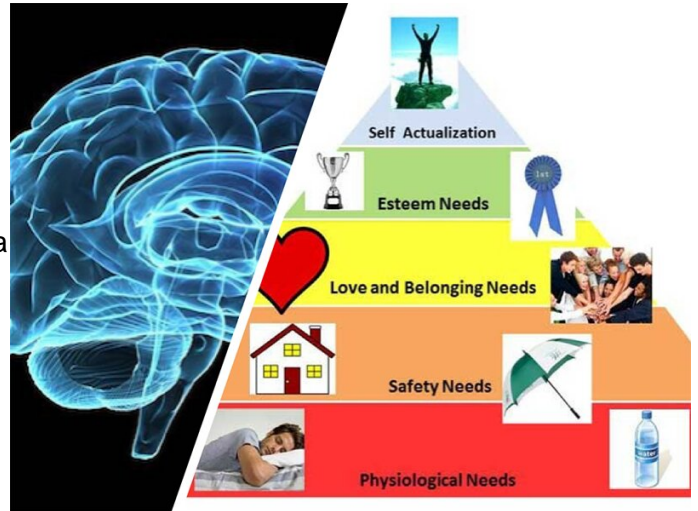 Self Actualization
1st
Esteem Needs
a
Love and Belonging Needs
Safety Needs
Physiological Needs
water